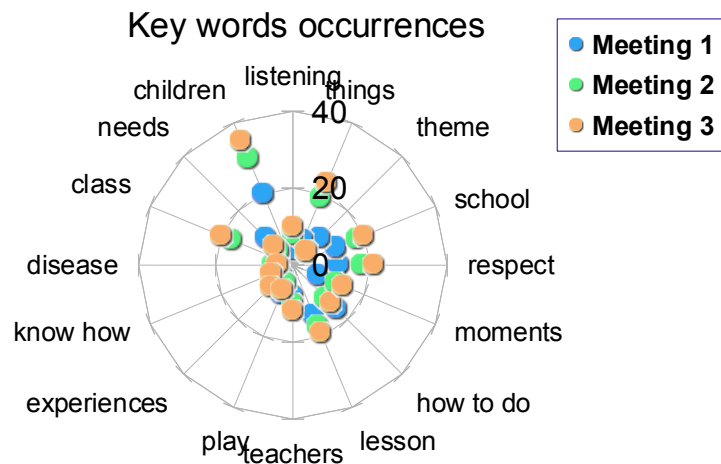 Key words occurrences
Meeting 1
Meeting 2
Meeting 3
listening
things
children
needs
theme
class
school
disease
respect
know how
moments
experiences
how to do
play
teachers
lesson
40
20
0